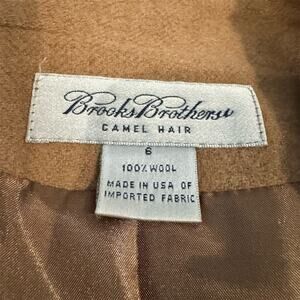 Brooks Brothers
CAMEL HAIR
6
100% WOOL
MADE IN USA OF
IMPORTED FABRIC